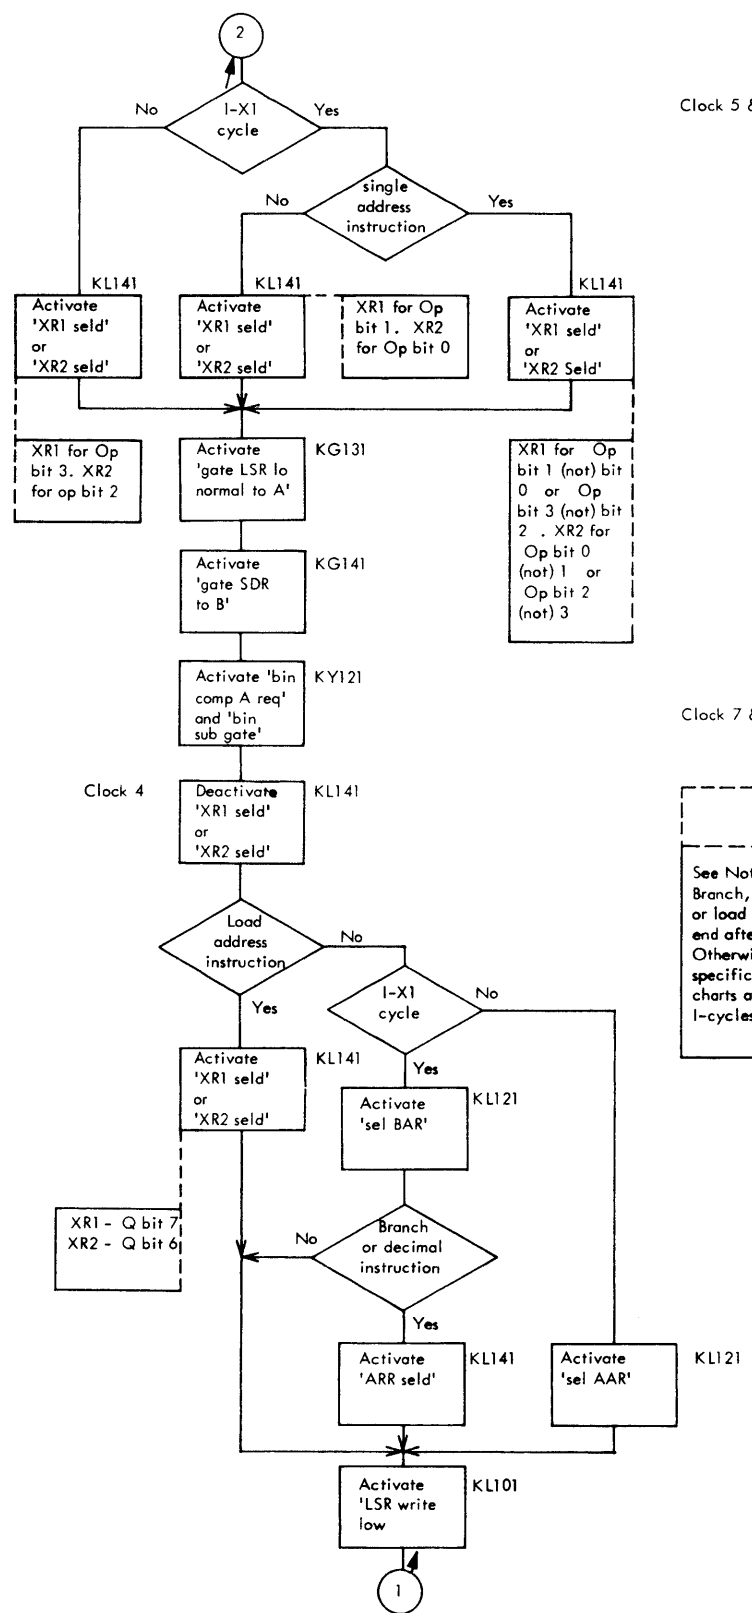 2
I-X1
cycle
No
Yes
Clock 5 &
single
address
instruction
No
Yes
KL141
Activate
'XR1 seld'
or
'XR2 seld'
KL141
Activate
'XR1 seld'
or
'XR2 seld'
XR1 for Op
bit 1. XR2
for Op bit 0
KL141
Activate
'XR1 seld'
or
'XR2 Seld'
XR1 for Op
bit 3. XR2
for op bit 2
Activate
'gate LSR lo
normal to A'
KG131
XR1 for Op
bit 1 (not) bit
0 or Op
bit 3 (not) bit
2 . XR2 for
Op bit 0
(not) 1 or
Op bit 2
(not) 3
Activate
'gate SDR
to B'
KG141
Activate 'bin
comp A req'
and 'bin
sub gate'
KY121
Clock 7 &
Clock 4
Deactivate
'XR1 seld'
or
'XR2 seld'
KL141
See Not
Branch,
or load
end afte
Otherwi
specific
charts a
I-cycles
Load
address
instruction
No
Yes
I-X1
cycle
No
Yes
KL141
Activate
'XR1 seld'
or
'XR2 seld'
Activate
'sel BAR'
KL121
XR1 - Q bit 7
XR2 - Q bit 6
Branch
or decimal
instruction
No
Yes
Activate
'ARR seld'
KL141
Activate
'sel AAR'
KL121
Activate
'LSR write
low
KL101
1